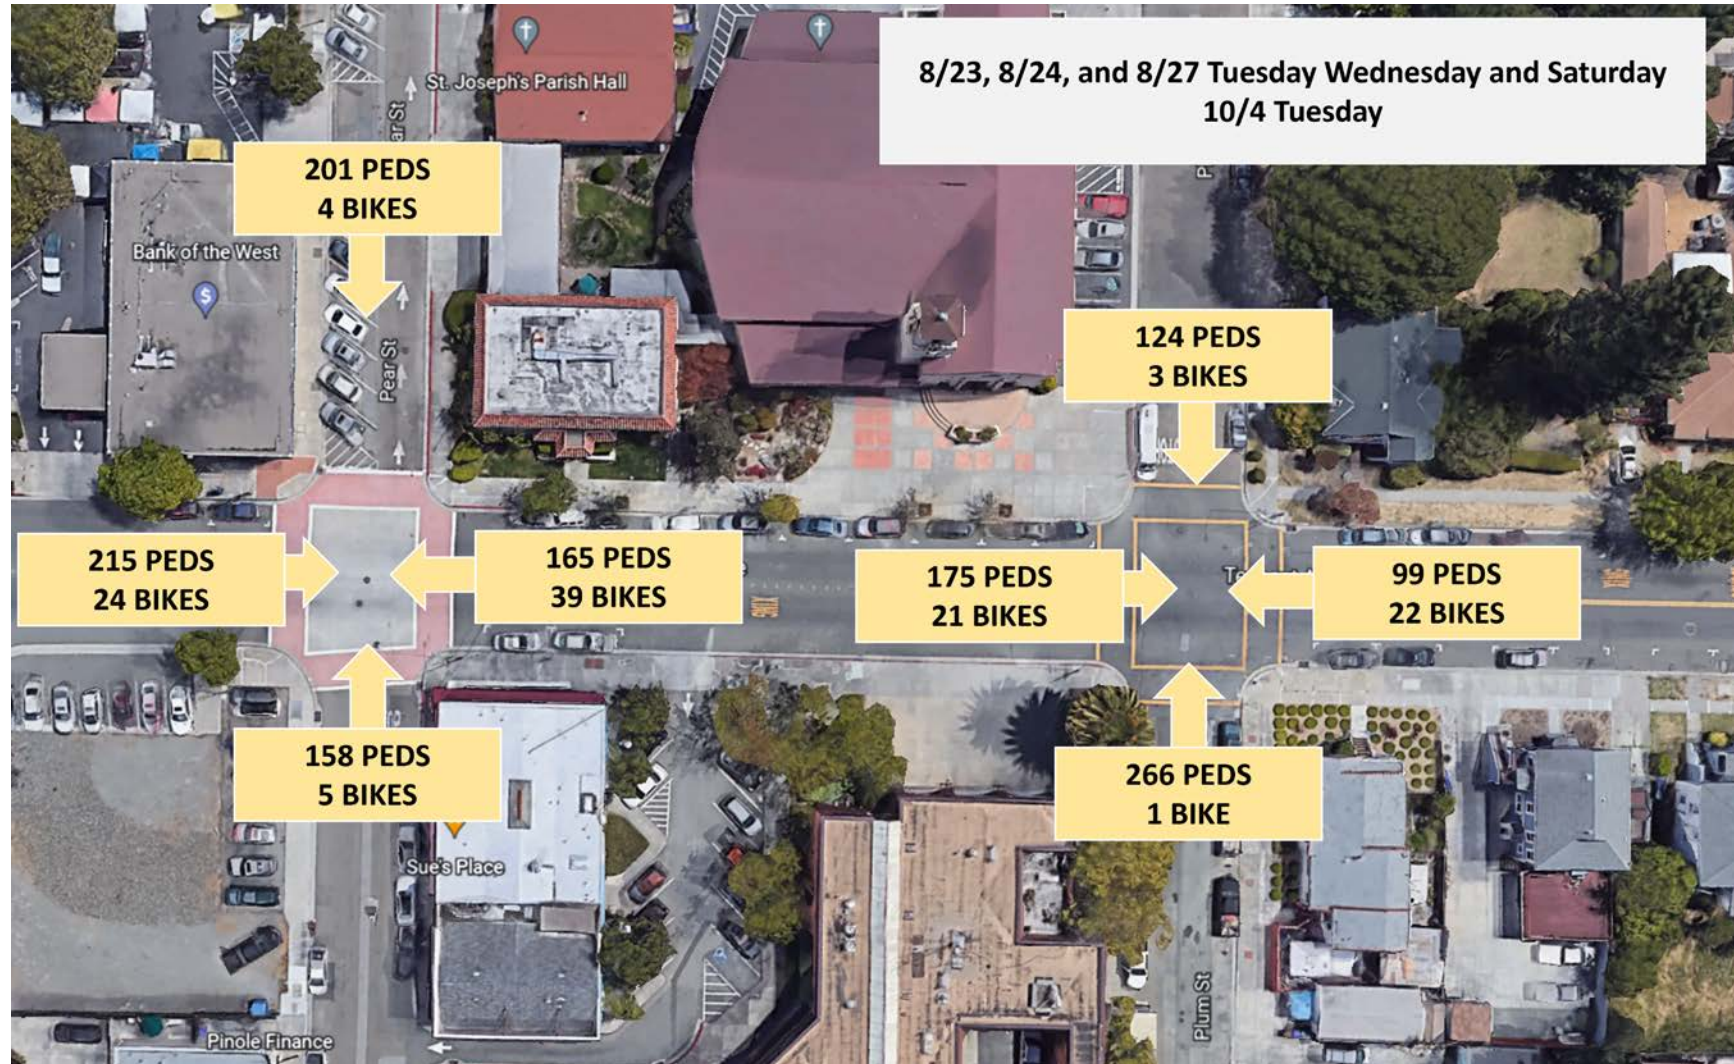 8/23, 8/24, and 8/27 Tuesday Wednesday and Saturday
10/4 Tuesday
St. Joseph's Parish Hall
201 PEDS
4 BIKES
Bank of the West
$
Pear St
124 PEDS
3 BIKES
215 PEDS
24 BIKES
165 PEDS
39 BIKES
175 PEDS
21 BIKES
99 PEDS
22 BIKES
158 PEDS
5 BIKES
266 PEDS
1 BIKE
Sue's Place
Plum St
Pinole Finance